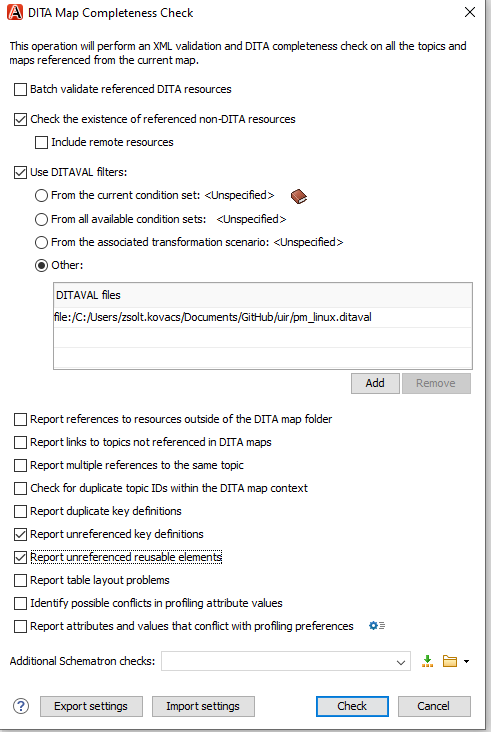 DITA Map Completeness Check
This operation will perform an XML validation and DITA completeness check on all the topics and
maps referenced from the current map.
Batch validate referenced DITA resources
Check the existence of referenced non-DITA resources
Include remote resources
Use DITAVAL filters:
From the current condition set: <Unspecified>
From all available condition sets: <Unspecified>
From the associated transformation scenario: <Unspecified>
Other:
DITAVAL files
file:/C:/Users/zsolt.kovacs/Documents/GitHub/uir/pm_linux.ditaval
Add Remove
Report references to resources outside of the DITA map folder
Report links to topics not referenced in DITA maps
Report multiple references to the same topic
Check for duplicate topic IDs within the DITA map context
Report duplicate key definitions
Report unreferenced key definitions
Report unreferenced reusable elements
Report table layout problems
Identify possible conflicts in profiling attribute values
Report attributes and values that conflict with profiling preferences
Additional Schematron checks:
? Export settings Import settings Check Cancel